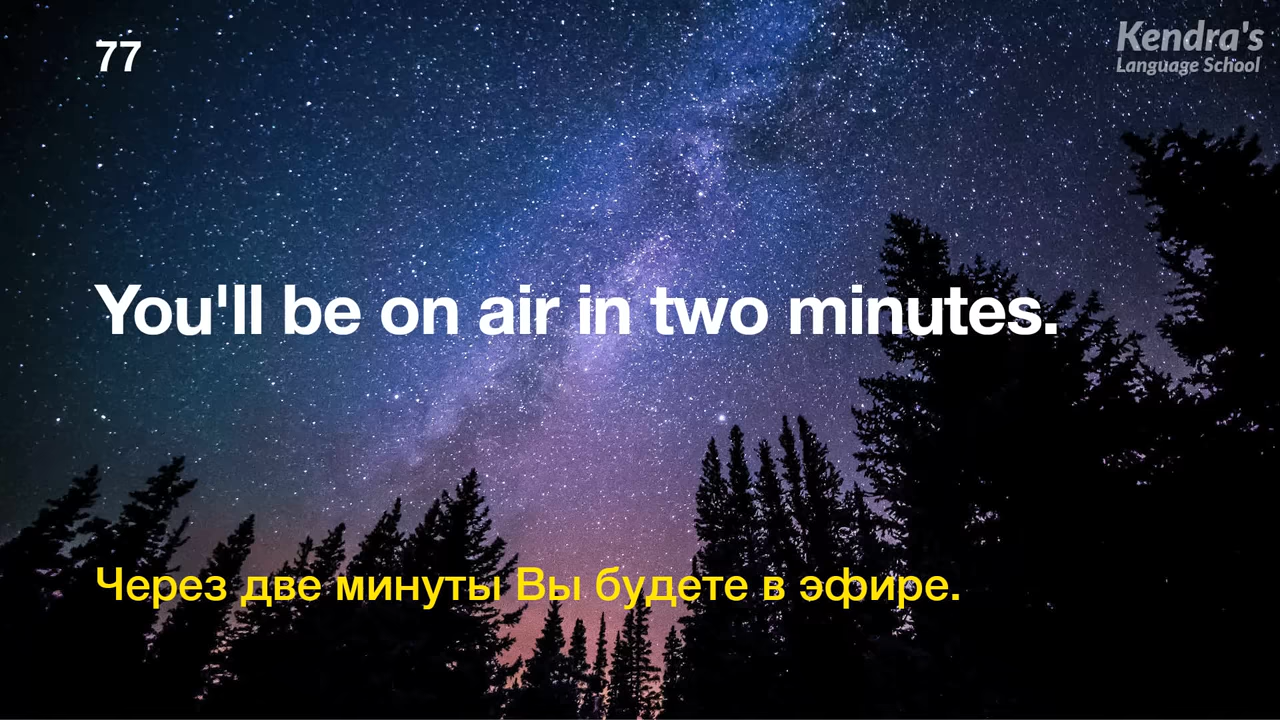 77
Kendra's
Language School
You'll be on air in two minutes.
Через две минуты Вы будете в эфире.